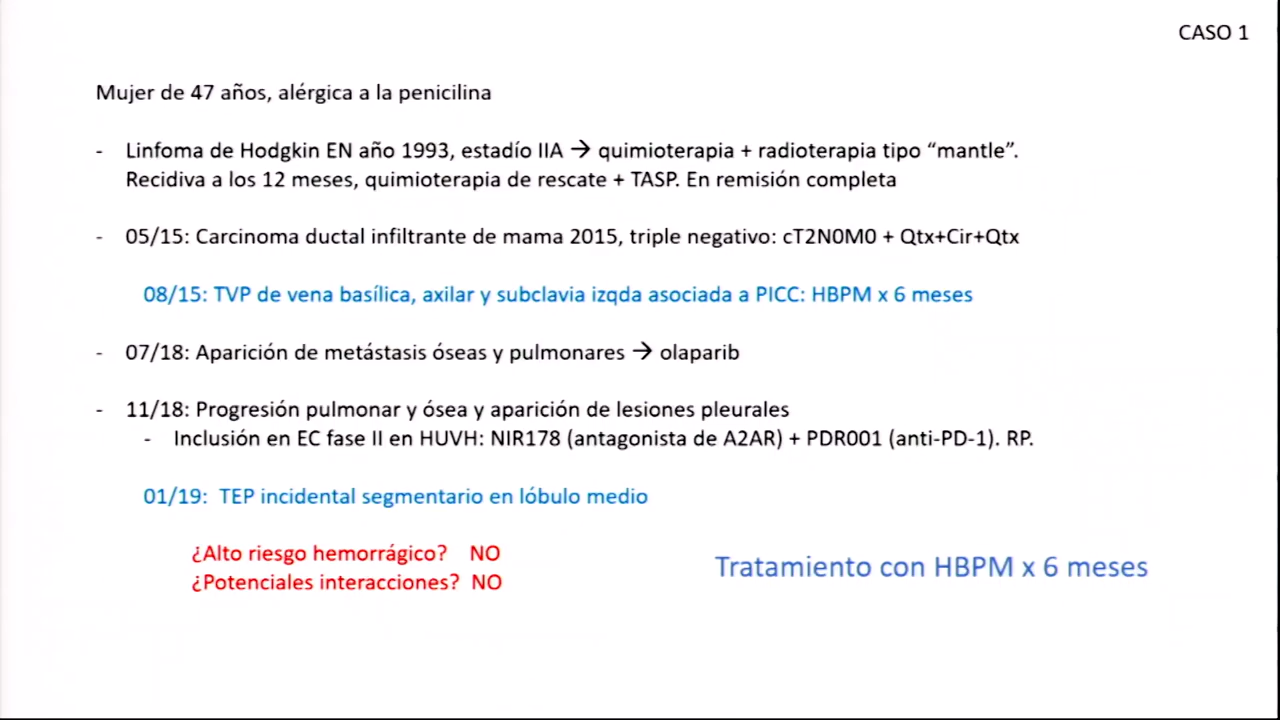 CASO 1
Mujer de 47 años, alérgica a la penicilina
- Linfoma de Hodgkin EN año 1993, estadío IIA → quimioterapia + radioterapia tipo “mantle”.
Recidiva a los 12 meses, quimioterapia de rescate + TASP. En remisión completa
- 05/15: Carcinoma ductal infiltrante de mama 2015, triple negativo: cT2N0M0 + Qtx+Cir+Qtx
08/15: TVP de vena basílica, axilar y subclavia izqda asociada a PICC: HBPM x 6 meses
- 07/18: Aparición de metástasis óseas y pulmonares → olaparib
- 11/18: Progresión pulmonar y ósea y aparición de lesiones pleurales
- Inclusión en EC fase II en HUVH: NIR178 (antagonista de A2AR) + PDR001 (anti-PD-1). RP.
01/19: TEP incidental segmentario en lóbulo medio
¿Alto riesgo hemorrágico? NO
¿Potenciales interacciones? NO
Tratamiento con HBPM x 6 meses